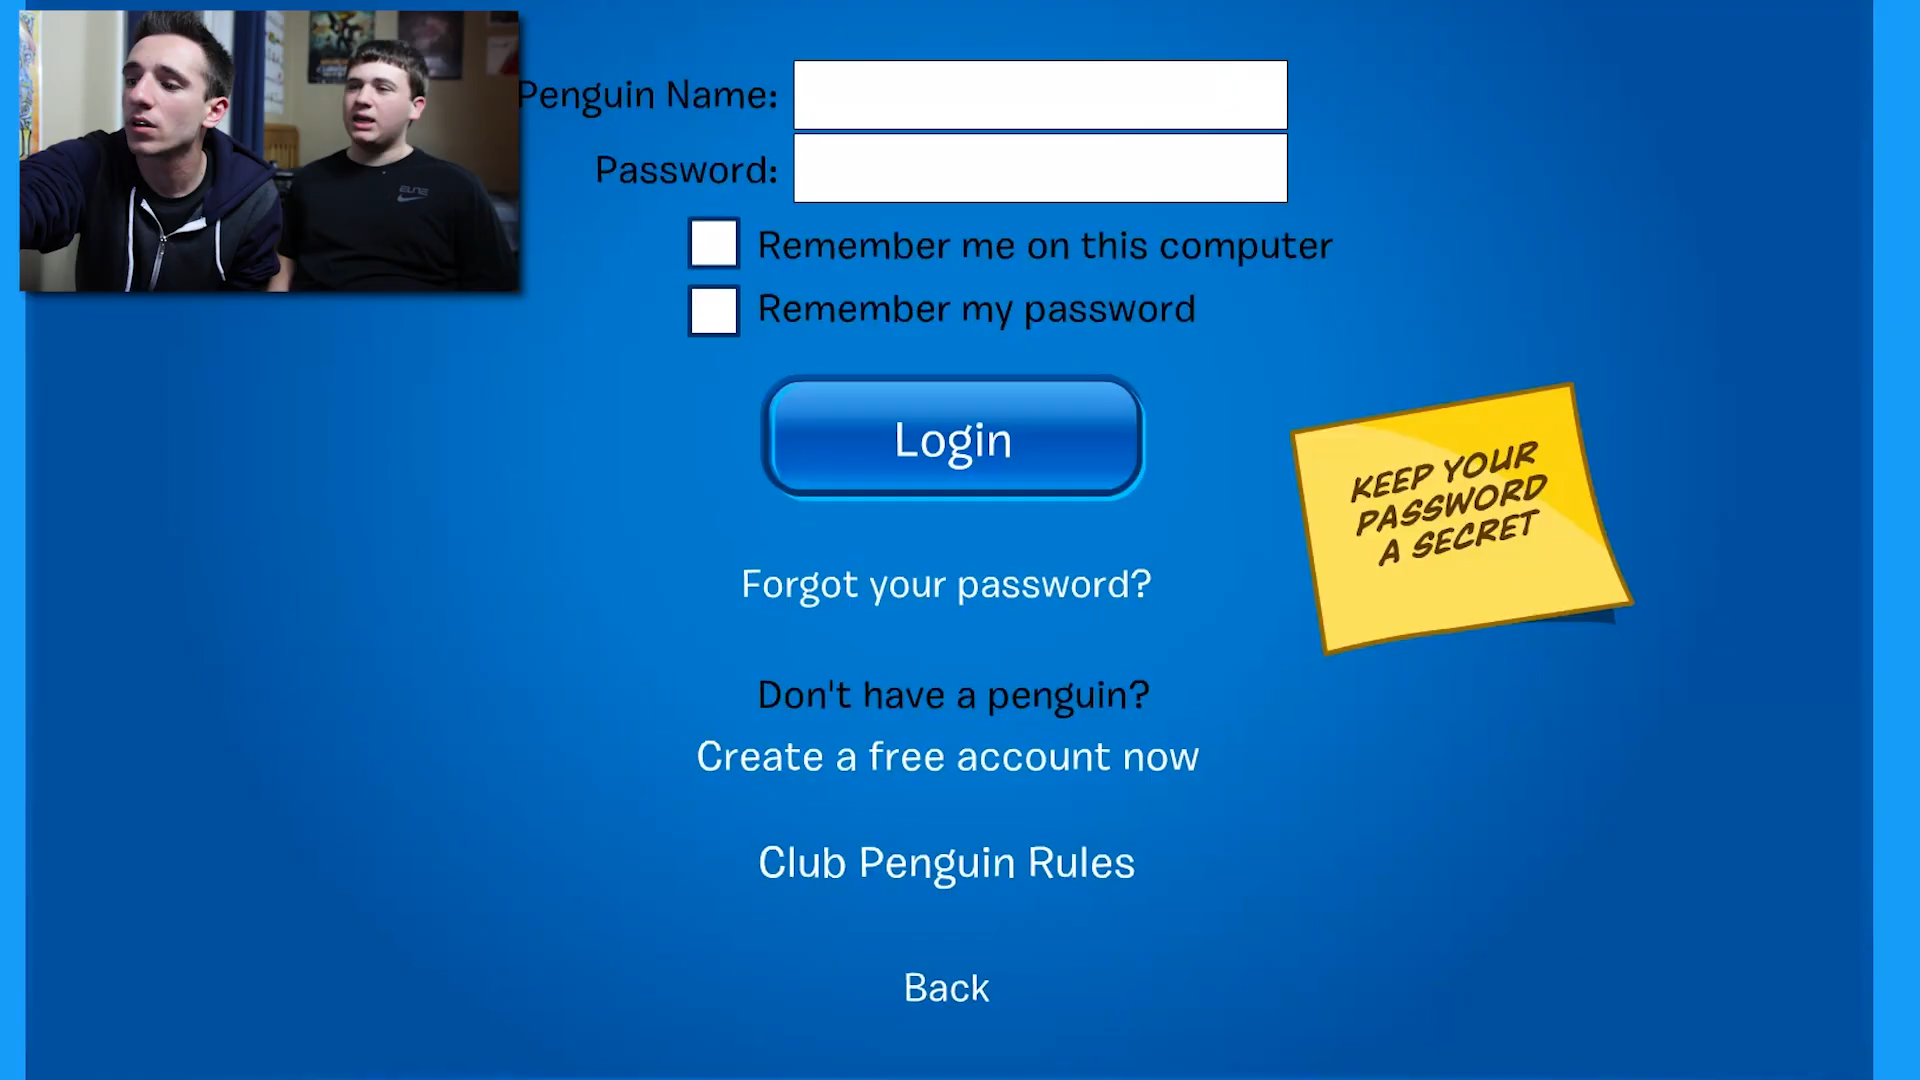 Penguin Name:
Password:
Remember me on this computer
Remember my password
Login
KEEP YOUR
PASSWORD
A SECRET
Forgot your password?
Don't have a penguin?
Create a free account now
Club Penguin Rules
Back
ELITE